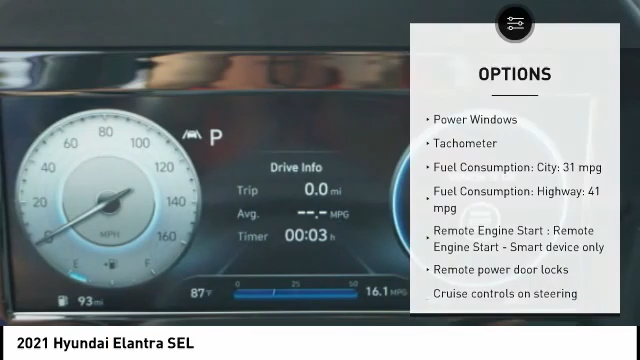 80
60
100
40
120
20
140
0
160
MPH
E
F
93 mi
P
Drive Info
Trip 0.0 mi
Avg. --.- MPG
Timer 00:03 h
0 25 50
87°F
16.1 MPG
OPTIONS
Power Windows
Tachometer
Fuel Consumption: City: 31 mpg
Fuel Consumption: Highway: 41
mpg
Remote Engine Start : Remote
Engine Start - Smart device only
Remote power door locks
Cruise controls on steering
2021 Hyundai Elantra SEL